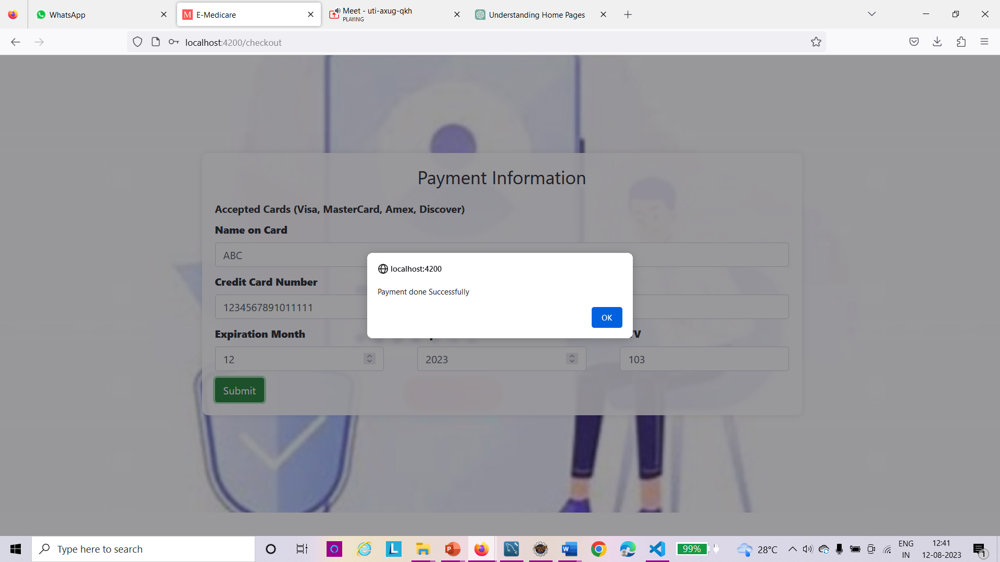 WhatsApp
E-Medicare
Meet - uti-axug-qkh
PLAYING
Understanding Home Pages
localhost:4200/checkout
Payment Information
Accepted Cards (Visa, MasterCard, Amex, Discover)
Name on Card
ABC
localhost:4200
Payment done Successfully
OK
Credit Card Number
1234567891011111
Expiration Month
12
2023
103
Submit
Type here to search
99%
28°C
ENG
IN
12:41
12-08-2023
1